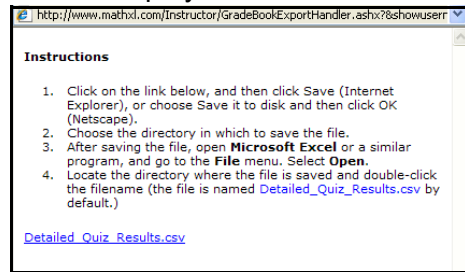 http://www.mathxl.com/Instructor/GradeBookExportHandler.ashx?&showuserr
Instructions
1. Click on the link below, and then click Save (Internet
Explorer), or choose Save it to disk and then click OK
(Netscape).
2. Choose the directory in which to save the file.
3. After saving the file, open Microsoft Excel or a similar
program, and go to the File menu. Select Open.
4. Locate the directory where the file is saved and double-click
the filename (the file is named Detailed_Quiz_Results.csv by
default.)
Detailed_Quiz_Results.csv